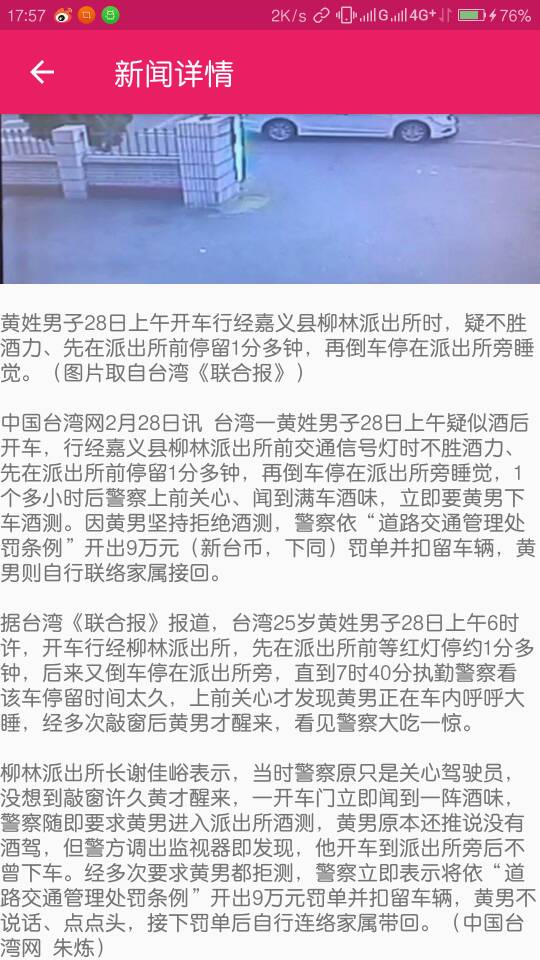 17:57
2K/s
G
4G+
76%
新闻详情
黄姓男子28日上午开车行经嘉义县柳林派出所时，疑不胜
酒力、先在派出所前停留1分多钟，再倒车停在派出所旁睡
觉。（图片取自台湾《联合报》）
中国台湾网2月28日讯 台湾一黄姓男子28日上午疑似酒后
开车，行经嘉义县柳林派出所前交通信号灯时不胜酒力、
先在派出所前停留1分多钟，再倒车停在派出所旁睡觉，1
个多小时后警察上前关心、闻到满车酒味，立即要黄男下
车酒测。因黄男坚持拒绝酒测，警察依“道路交通管理处
罚条例”开出9万元（新台币，下同）罚单并扣留车辆，黄
男则自行联络家属接回。
据台湾《联合报》报道，台湾25岁黄姓男子28日上午6时
许，开车行经柳林派出所，先在派出所前等红灯停约1分多
钟，后来又倒车停在派出所旁，直到7时40分执勤警察看
该车停留时间太久，上前关心才发现黄男正在车内呼呼大
睡，经多次敲窗后黄男才醒来，看见警察大吃一惊。
柳林派出所长谢佳峪表示，当时警察原只是关心驾驶员，
没想到敲窗许久黄才醒来，一开车门立即闻到一阵酒味，
警察随即要求黄男进入派出所酒测，黄男原本还推说没有
酒驾，但警方调出监视器即发现，他开车到派出所旁后不
曾下车。经多次要求黄男都拒测，警察立即表示将依“道
路交通管理处罚条例”开出9万元罚单并扣留车辆，黄男不
说话、点点头，接下罚单后自行连络家属带回。（中国台
湾网 朱炼）